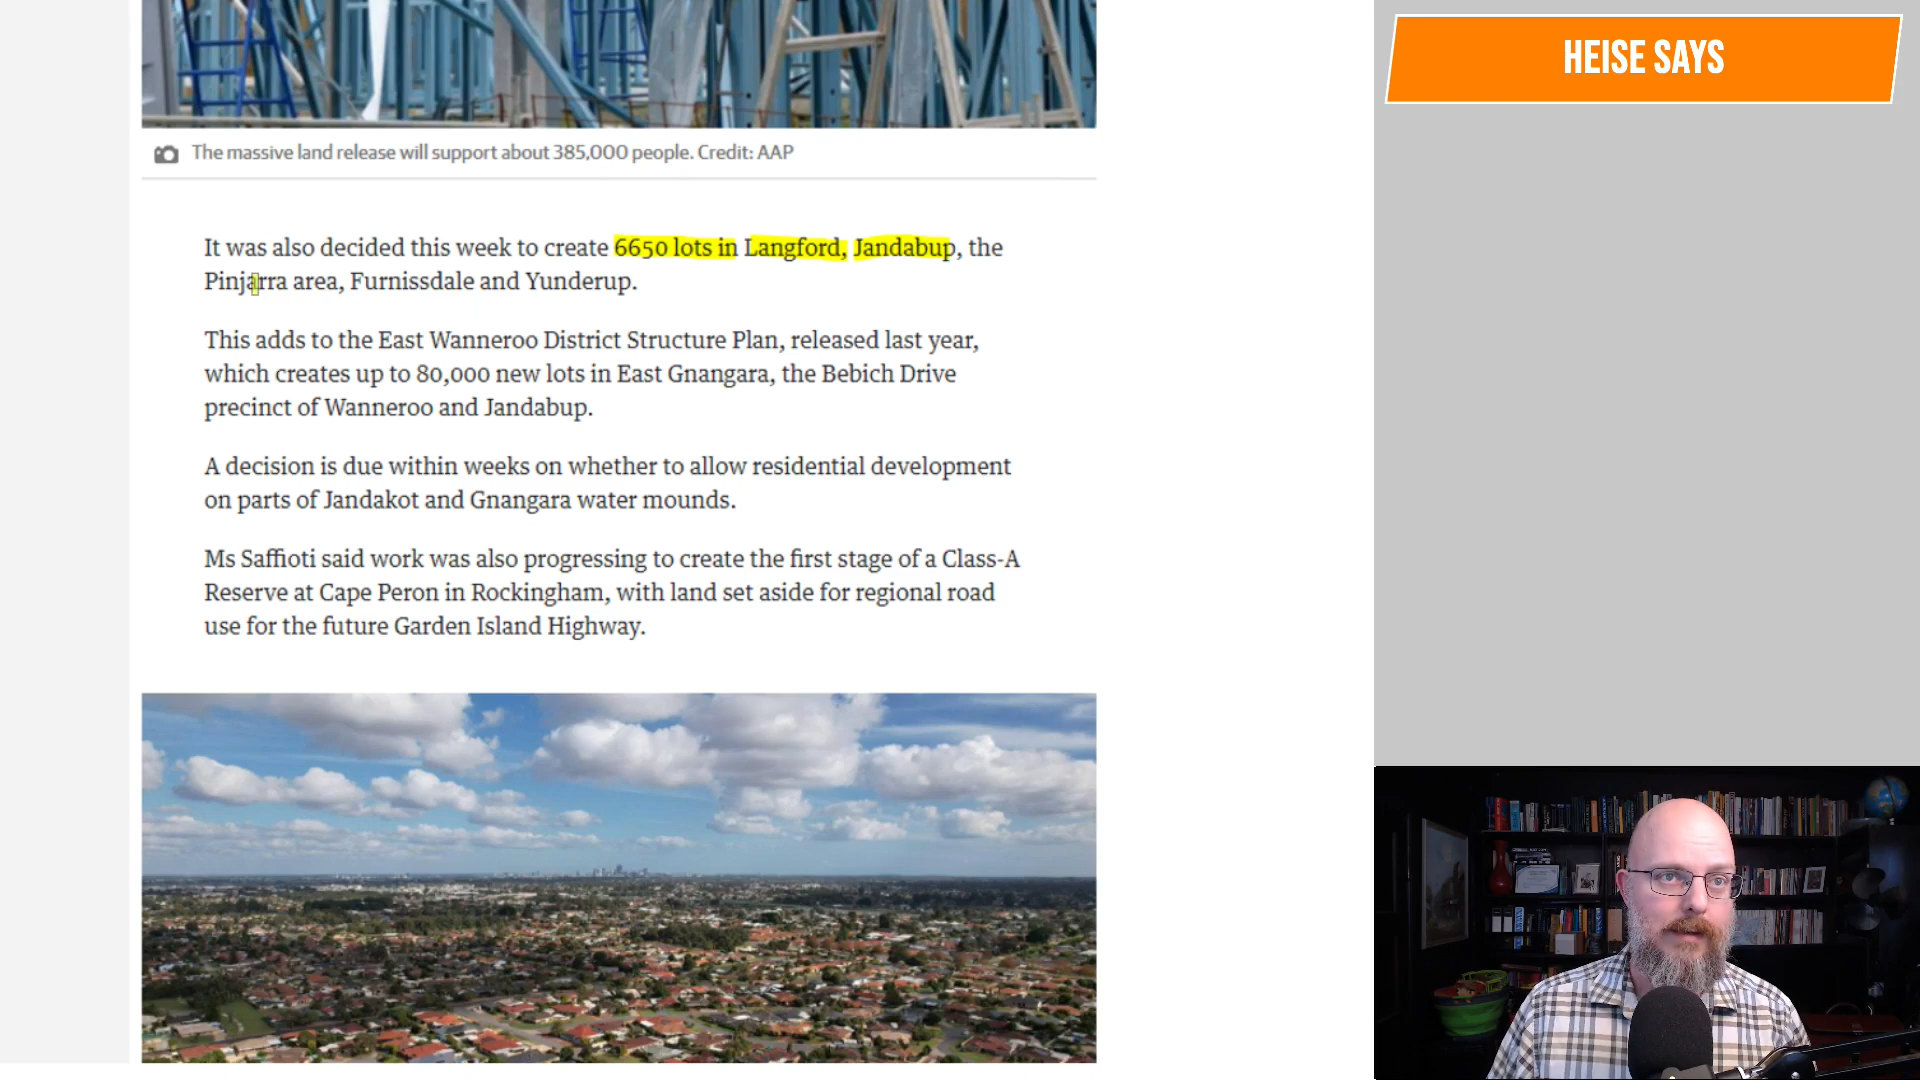 HEISE SAYS
The massive land release will support about 385,000 people. Credit: AAP
It was also decided this week to create 6650 lots in Langford, Jandabup, the
Pinjarra area, Furnissdale and Yunderup.
This adds to the East Wanneroo District Structure Plan, released last year,
which creates up to 80,000 new lots in East Gnangara, the Bebich Drive
precinct of Wanneroo and Jandabup.
A decision is due within weeks on whether to allow residential development
on parts of Jandakot and Gnangara water mounds.
Ms Saffioti said work was also progressing to create the first stage of a Class-A
Reserve at Cape Peron in Rockingham, with land set aside for regional road
use for the future Garden Island Highway.